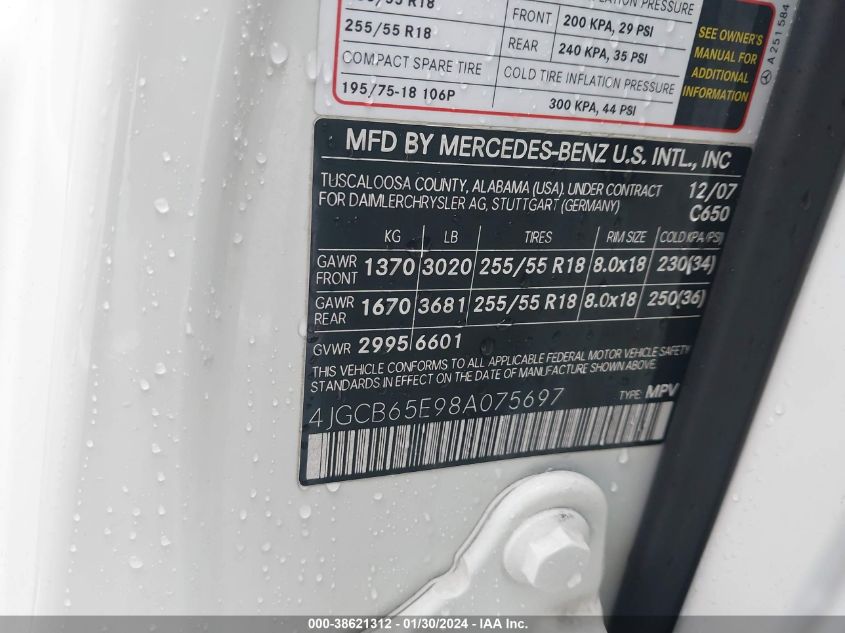 255/55 R18
COMPACT SPARE TIRE
195/75-18 106P
FRONT 200 KPA, 29 PSI
REAR 240 KPA, 35 PSI
COLD TIRE INFLATION PRESSURE
300 KPA, 44 PSI
SEE OWNER'S
MANUAL FOR
ADDITIONAL
INFORMATION
A 251 584
MFD BY MERCEDES-BENZ U.S. INTL., INC
TUSCALOOSA COUNTY, ALABAMA (USA), UNDER CONTRACT 12/07
FOR DAIMLERCHRYSLER AG, STUTTGART (GERMANY) C650
KG LB TIRES RIM SIZE COLD KPA (PSI)
GAWR FRONT 1370 3020 255/55 R18 8.0x18 230(34)
GAWR REAR 1670 3681 255/55 R18 8.0x18 250(36)
GVWR 2995 6601
THIS VEHICLE CONFORMS TO ALL APPLICABLE FEDERAL MOTOR VEHICLE SAFETY
STANDARDS IN EFFECT ON THE DATE OF MANUFACTURE SHOWN ABOVE.
4JGCB65E98A075697 TYPE: MPV
000-38621312 - 01/30/2024 - IAA Inc.